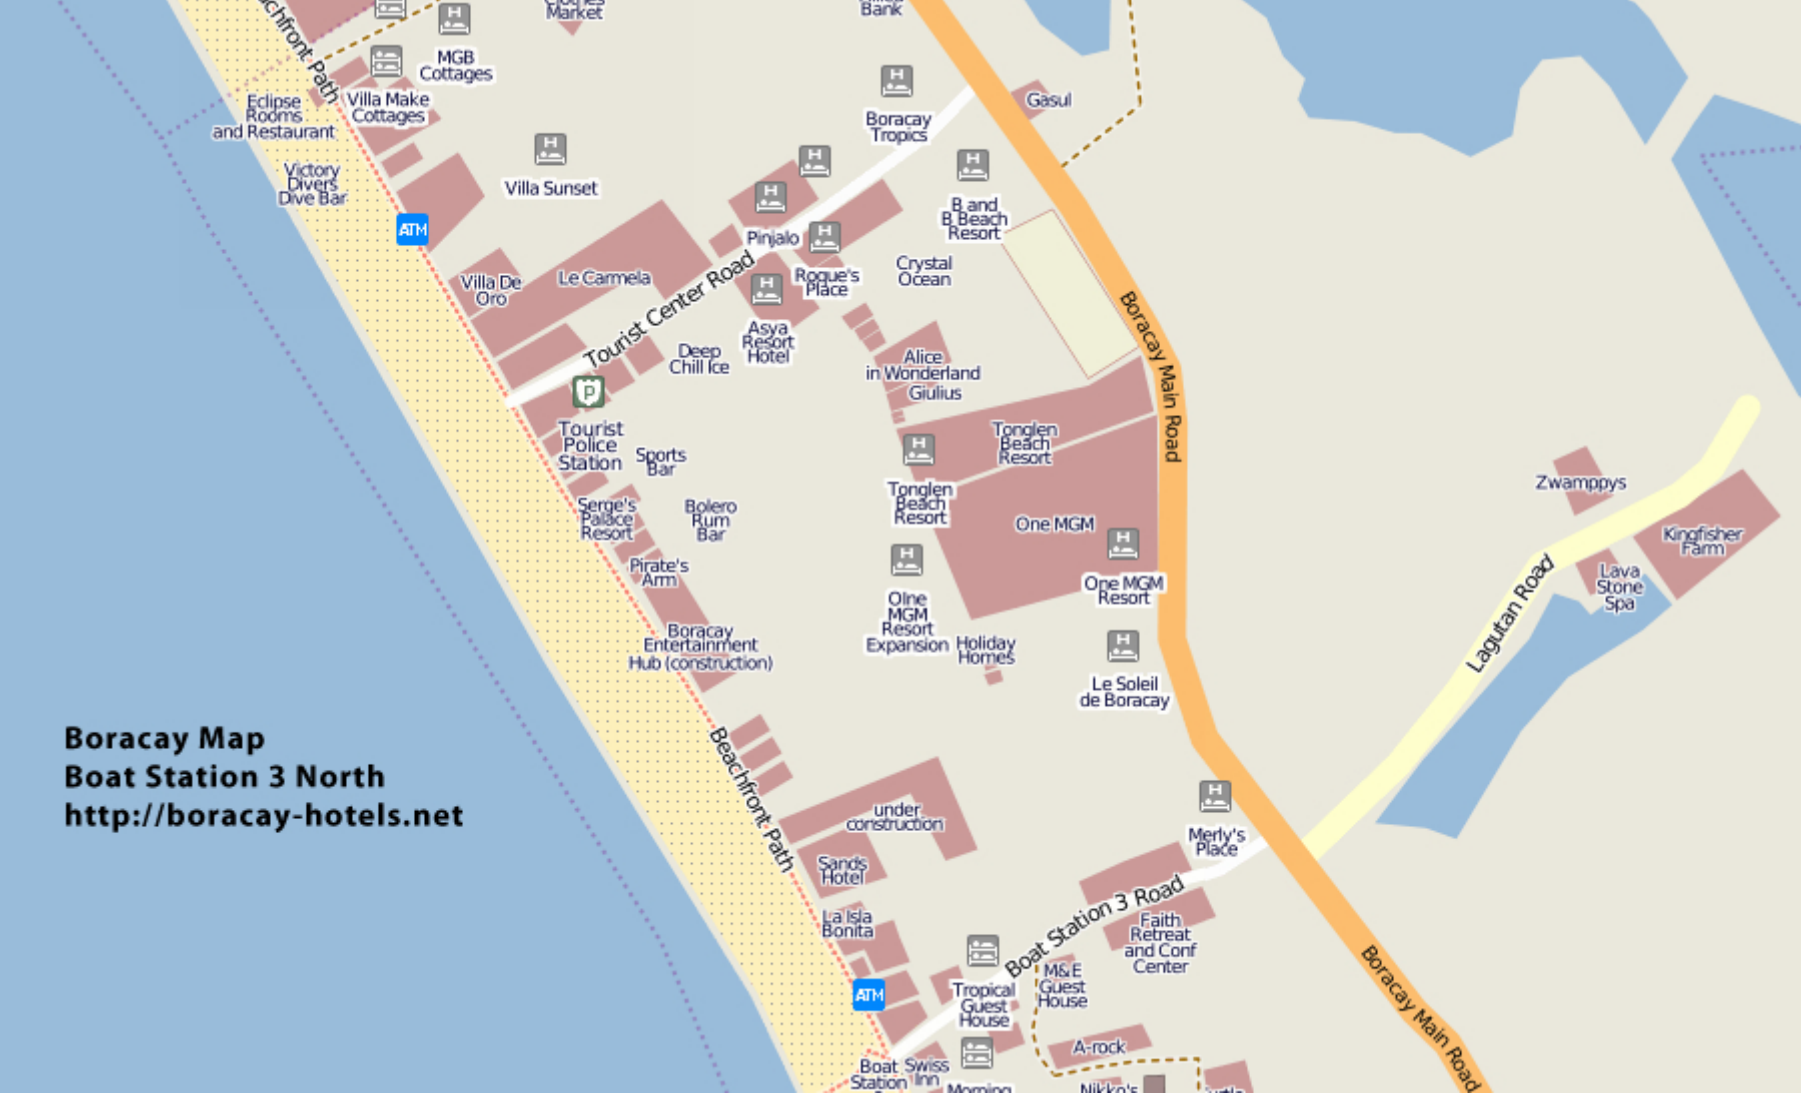 Market
Bank
Beachfront Path
MGB
Cottages
Villa Make
Cottages
Eclipse
Rooms
and Restaurant
Victory
Divers
Dive Bar
ATM
Villa Sunset
Boracay
Tropics
Gasul
B and
B Beach
Resort
Pinjalo
Roque's
Place
Crystal
Ocean
Villa De
Oro
Le Carmela
Tourist Center Road
Asya
Resort
Hotel
Deep
Chill Ice
Alice
in Wonderland
Giulius
Boracay Main Road
P
Tourist
Police
Station
Sports
Bar
Tonglen
Beach
Resort
Tonglen
Beach
Resort
Serge's
Palace
Resort
Bolero
Rum
Bar
One MGM
One MGM
Resort
Pirate's
Arm
OIne
MGM
Resort
Expansion
Holiday
Homes
Boracay
Entertainment
Hub (construction)
Le Soleil
de Boracay
Zwamppys
Kingfisher
Farm
Lava
Stone
Spa
Lagutan Road
Boracay Map
Boat Station 3 North
http://boracay-hotels.net
Beachfront Path
under
construction
Merly's
Place
Sands
Hotel
La Isla
Bonita
Boat Station 3 Road
Faith
Retreat
and Conf
Center
M&E
Guest
House
Tropical
Guest
House
ATM
Boracay Main Road
A-rock
Boat
Station
Swiss
Inn
Morning
Nikko's